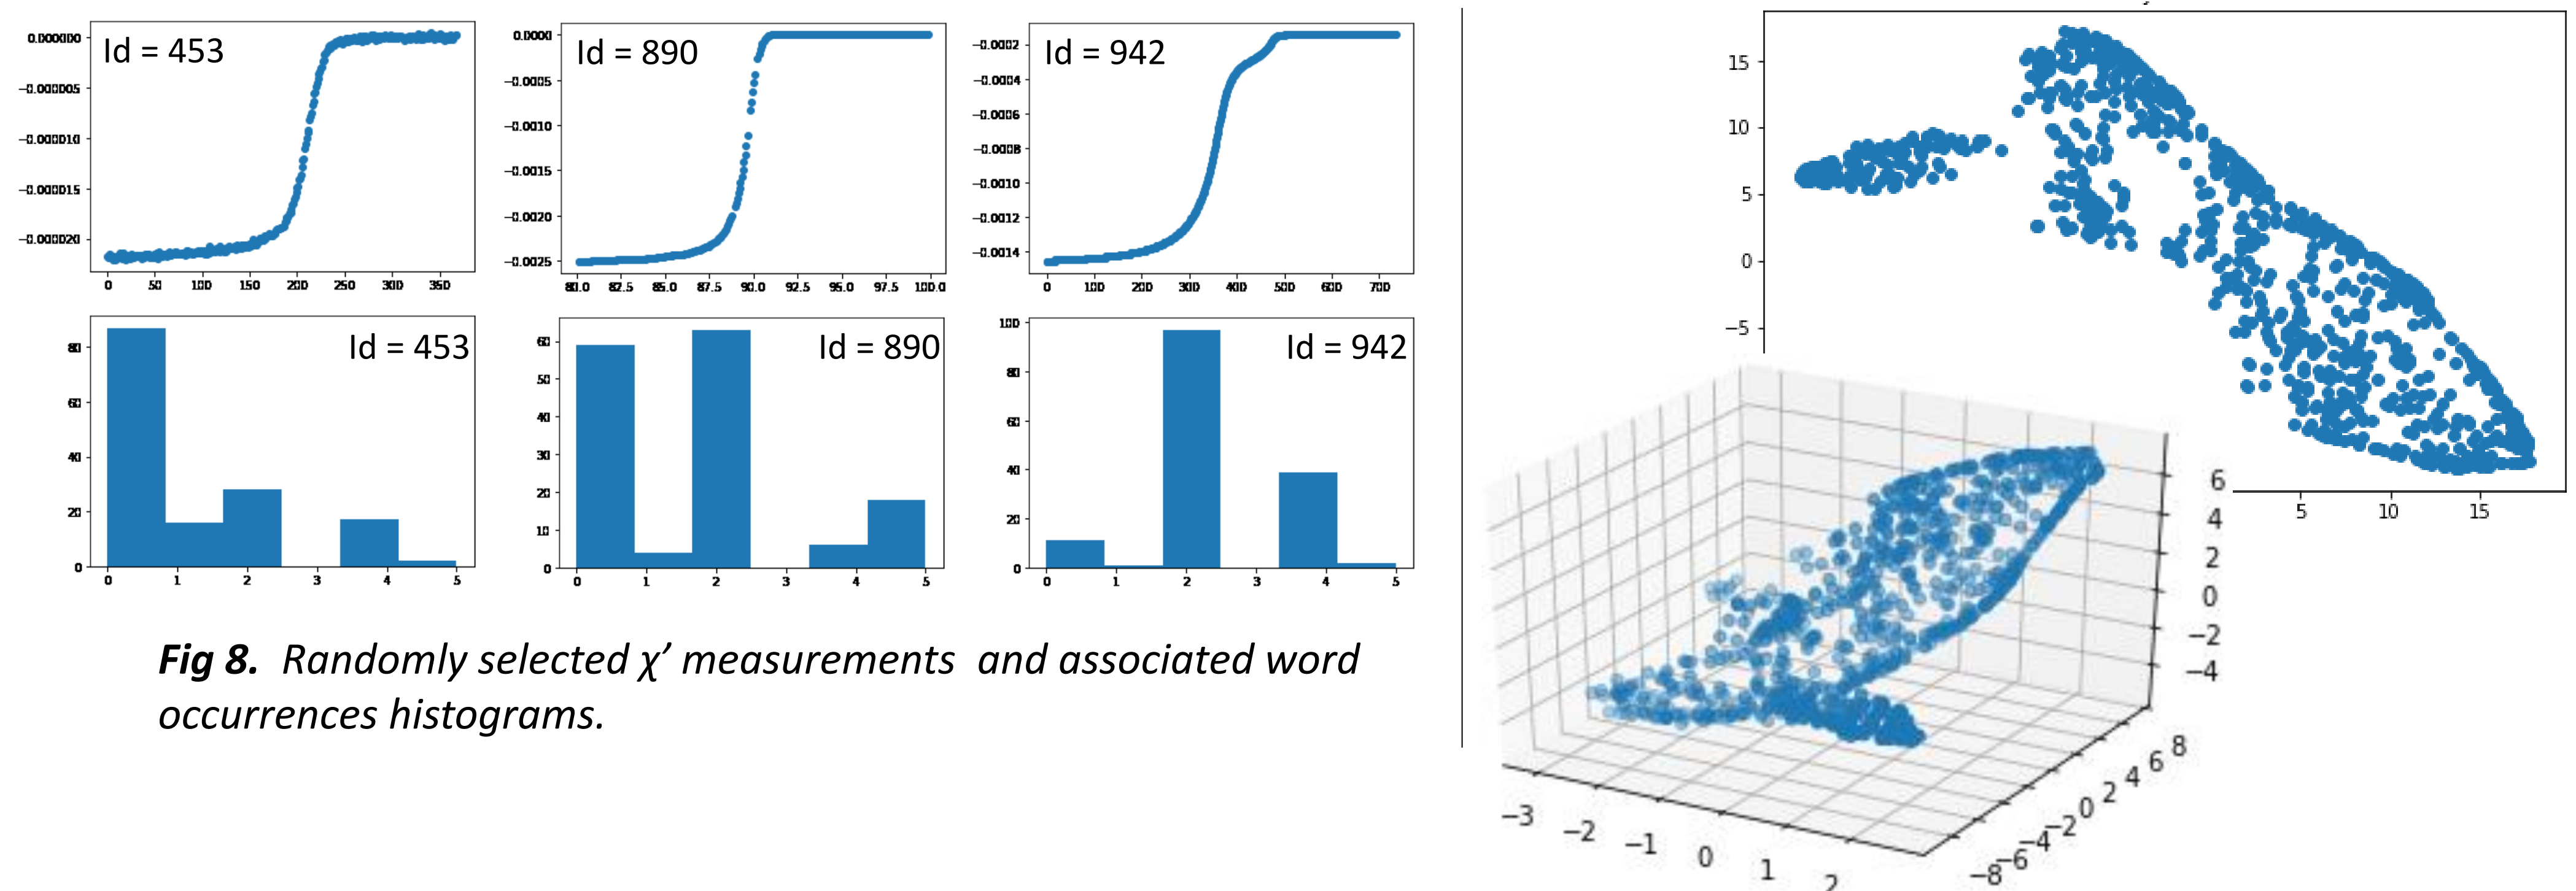 Id = 453
0.000000
−0.000005
−0.000010
−0.000015
−0.000020
0 50 100 150 200 250 300 350
Id = 890
0.0000
−0.0005
−0.0010
−0.0015
−0.0020
−0.0025
80.0 82.5 85.0 87.5 90.0 92.5 95.0 97.5 100.0
Id = 942
−0.0002
−0.0004
−0.0006
−0.0008
−0.0010
−0.0012
−0.0014
0 100 200 300 400 500 600 700
Id = 453
80
60
40
20
0
0 1 2 3 4 5
Id = 890
60
50
40
30
20
10
0
0 1 2 3 4 5
Id = 942
100
80
60
40
20
0
0 1 2 3 4 5
Fig 8. Randomly selected χ’ measurements and associated word
occurrences histograms.
15
10
5
0
−5
5 10 15
6
4
2
0
−2
−4
−3 −2 −1 0 1 2
−8 −6 −4 −2 0 2 4 6 8